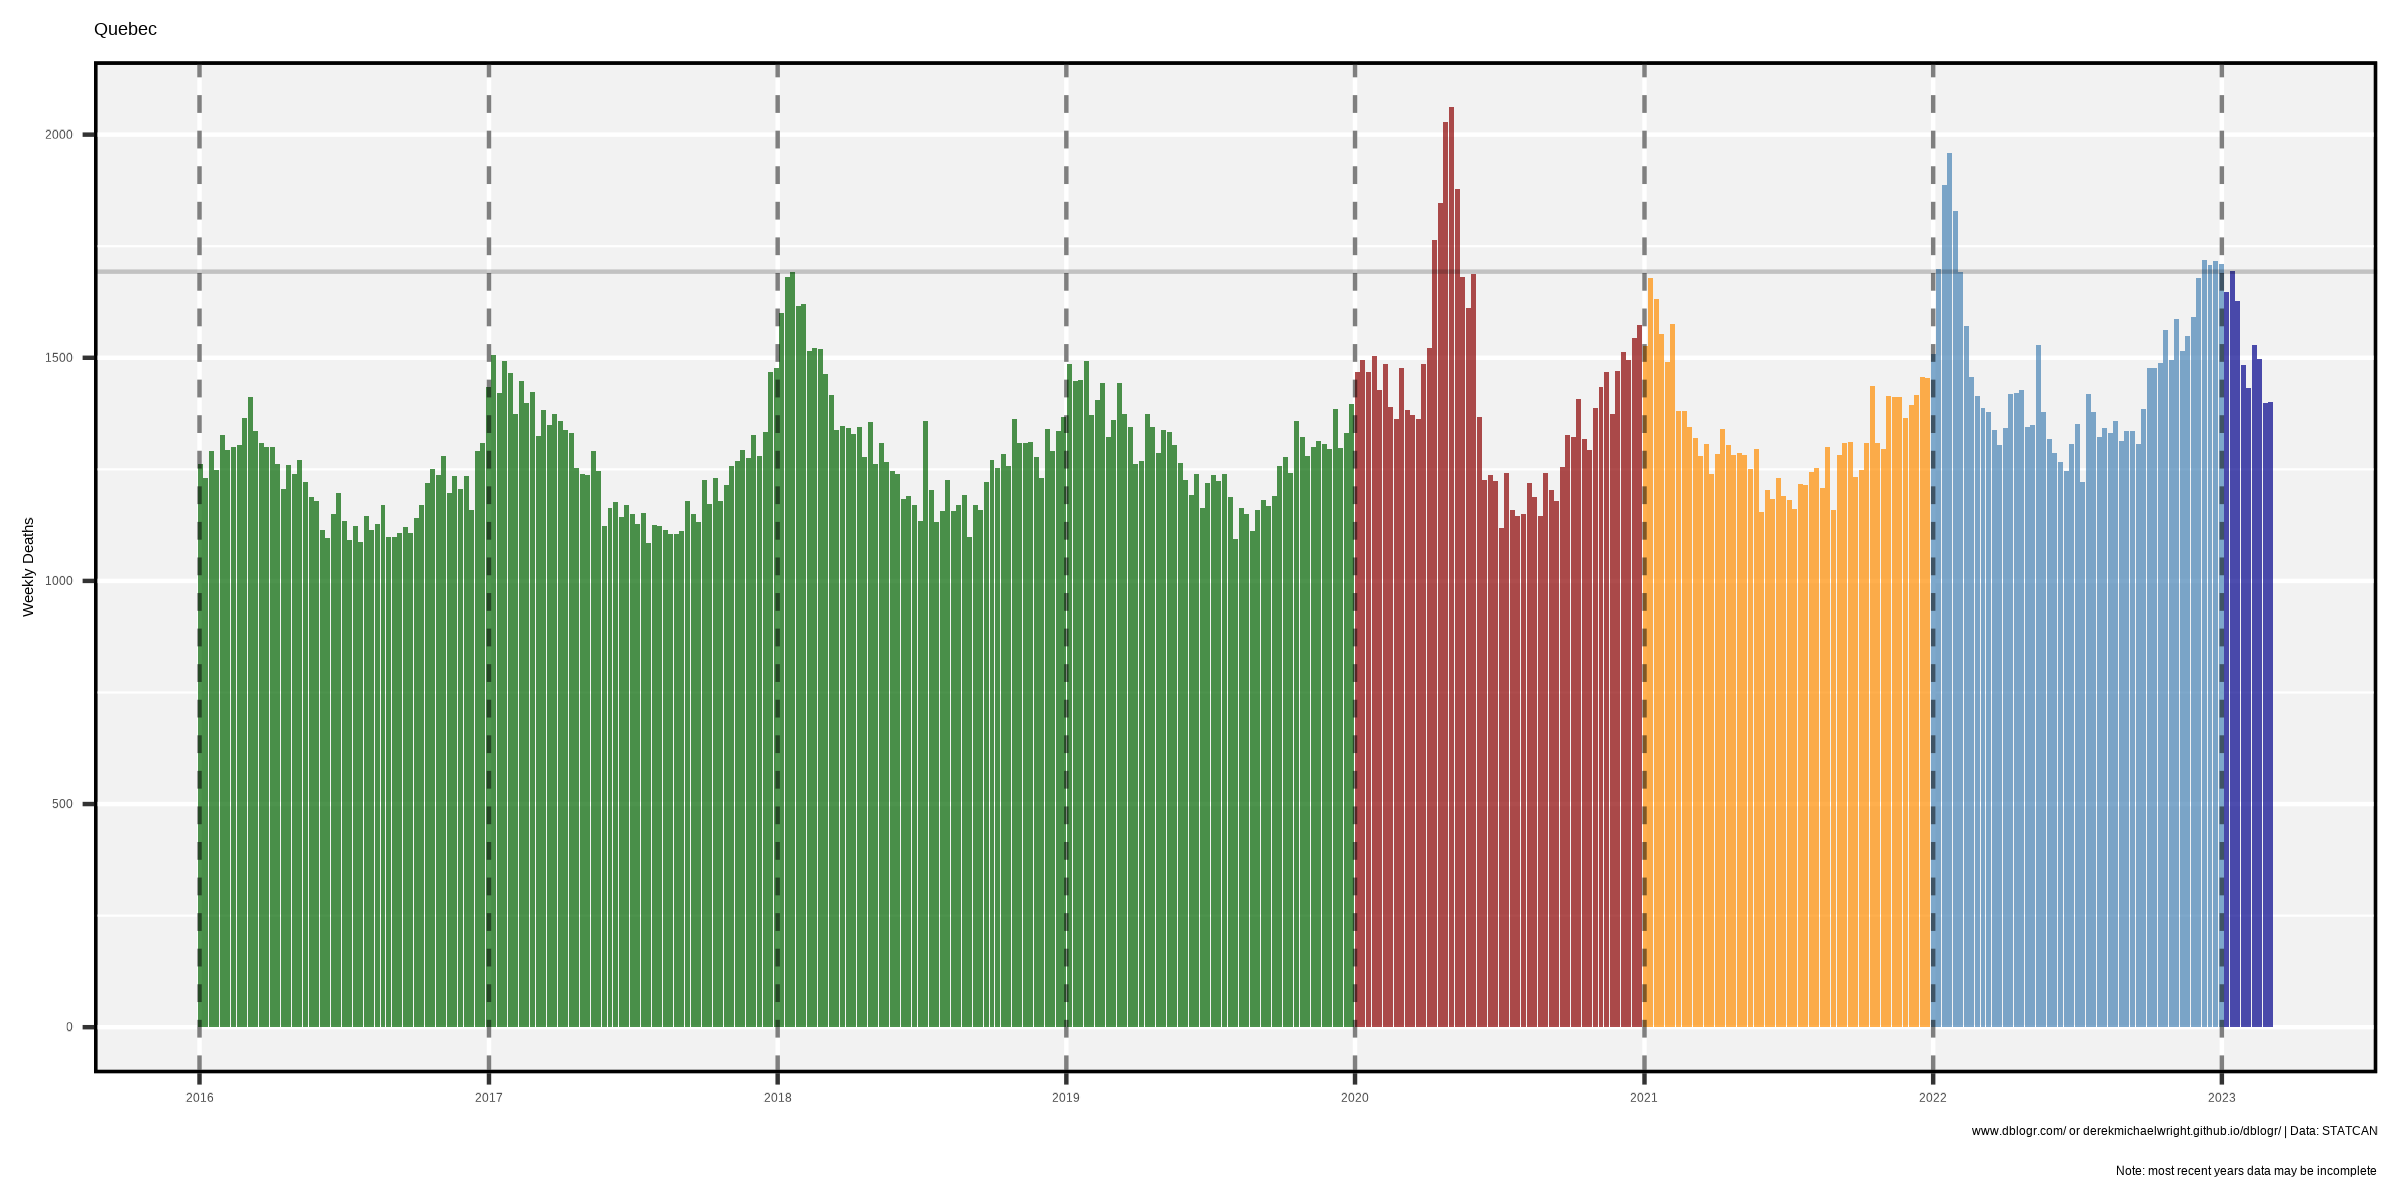 Quebec
Weekly Deaths
2000
1500
1000
500
0
2016 2017 2018 2019 2020 2021 2022 2023
www.dblogr.com/ or derekmichaelwright.github.io/dblogr/ | Data: STATCAN
Note: most recent years data may be incomplete